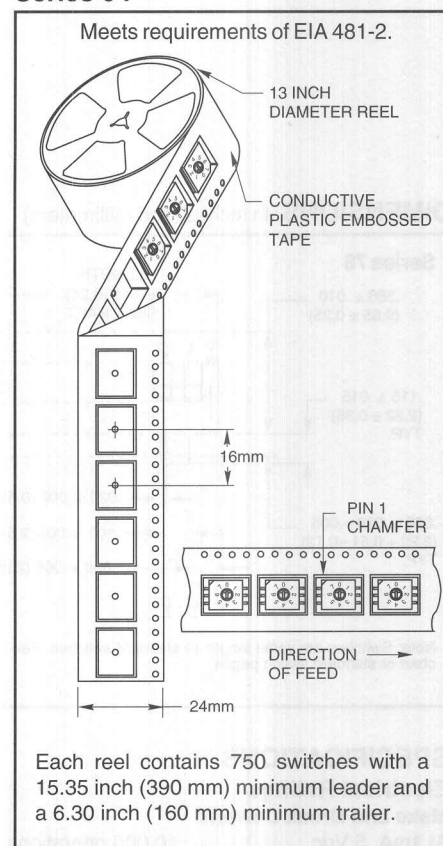 Meets requirements of EIA 481-2.
13 INCH
DIAMETER REEL
CONDUCTIVE
PLASTIC EMBOSSED
TAPE
16mm
PIN 1
CHAMFER
DIRECTION
OF FEED
24mm
Each reel contains 750 switches with a
15.35 inch (390 mm) minimum leader and
a 6.30 inch (160 mm) minimum trailer.